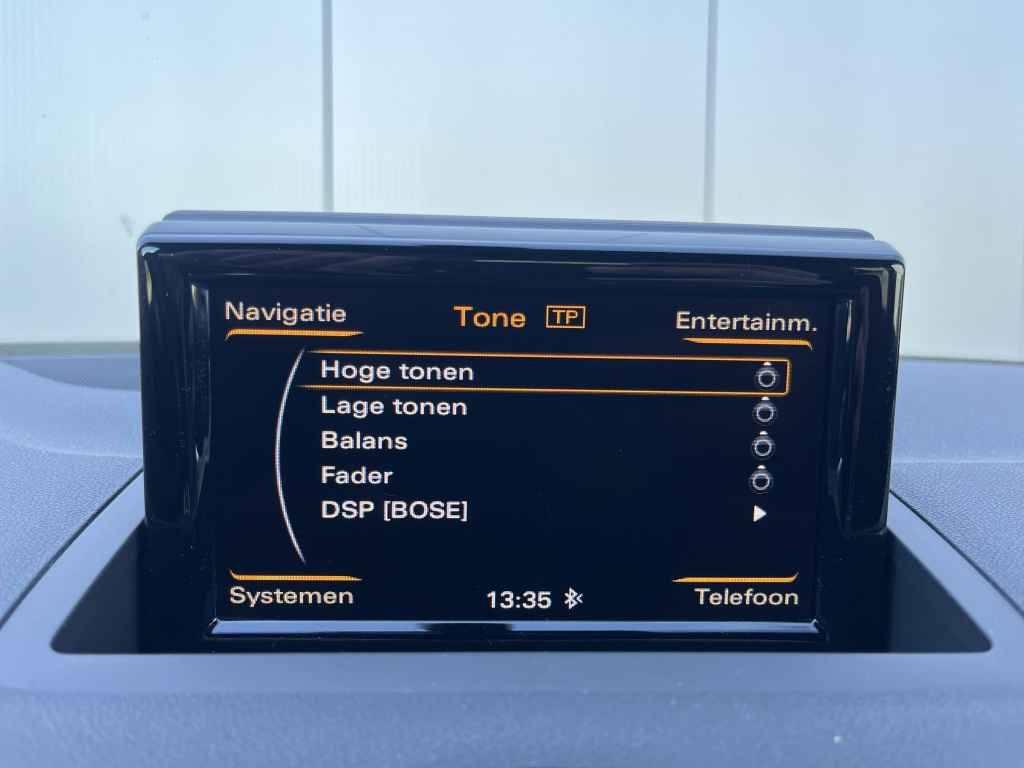 Navigatie Tone TP Entertainm.
Hoge tonen
Lage tonen
Balans
Fader
DSP [BOSE]
Systemen 13:35 Telefoon